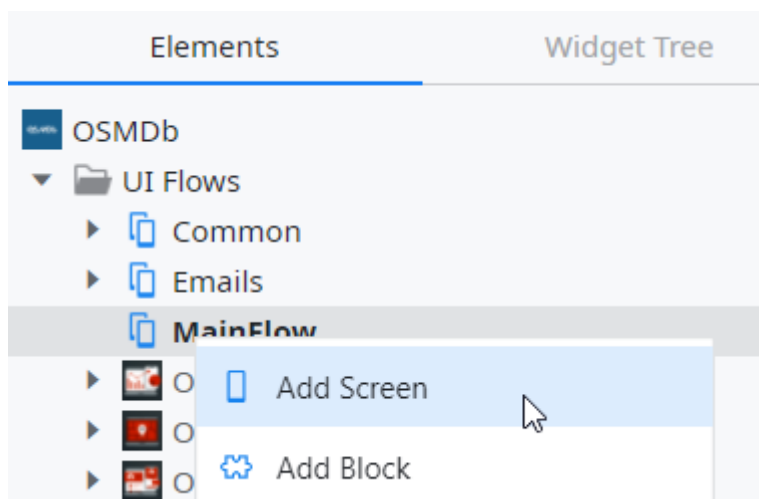 Elements Widget Tree
OSMDb
UI Flows
Common
Emails
MainFlow
O
Add Screen
O
O
Add Block